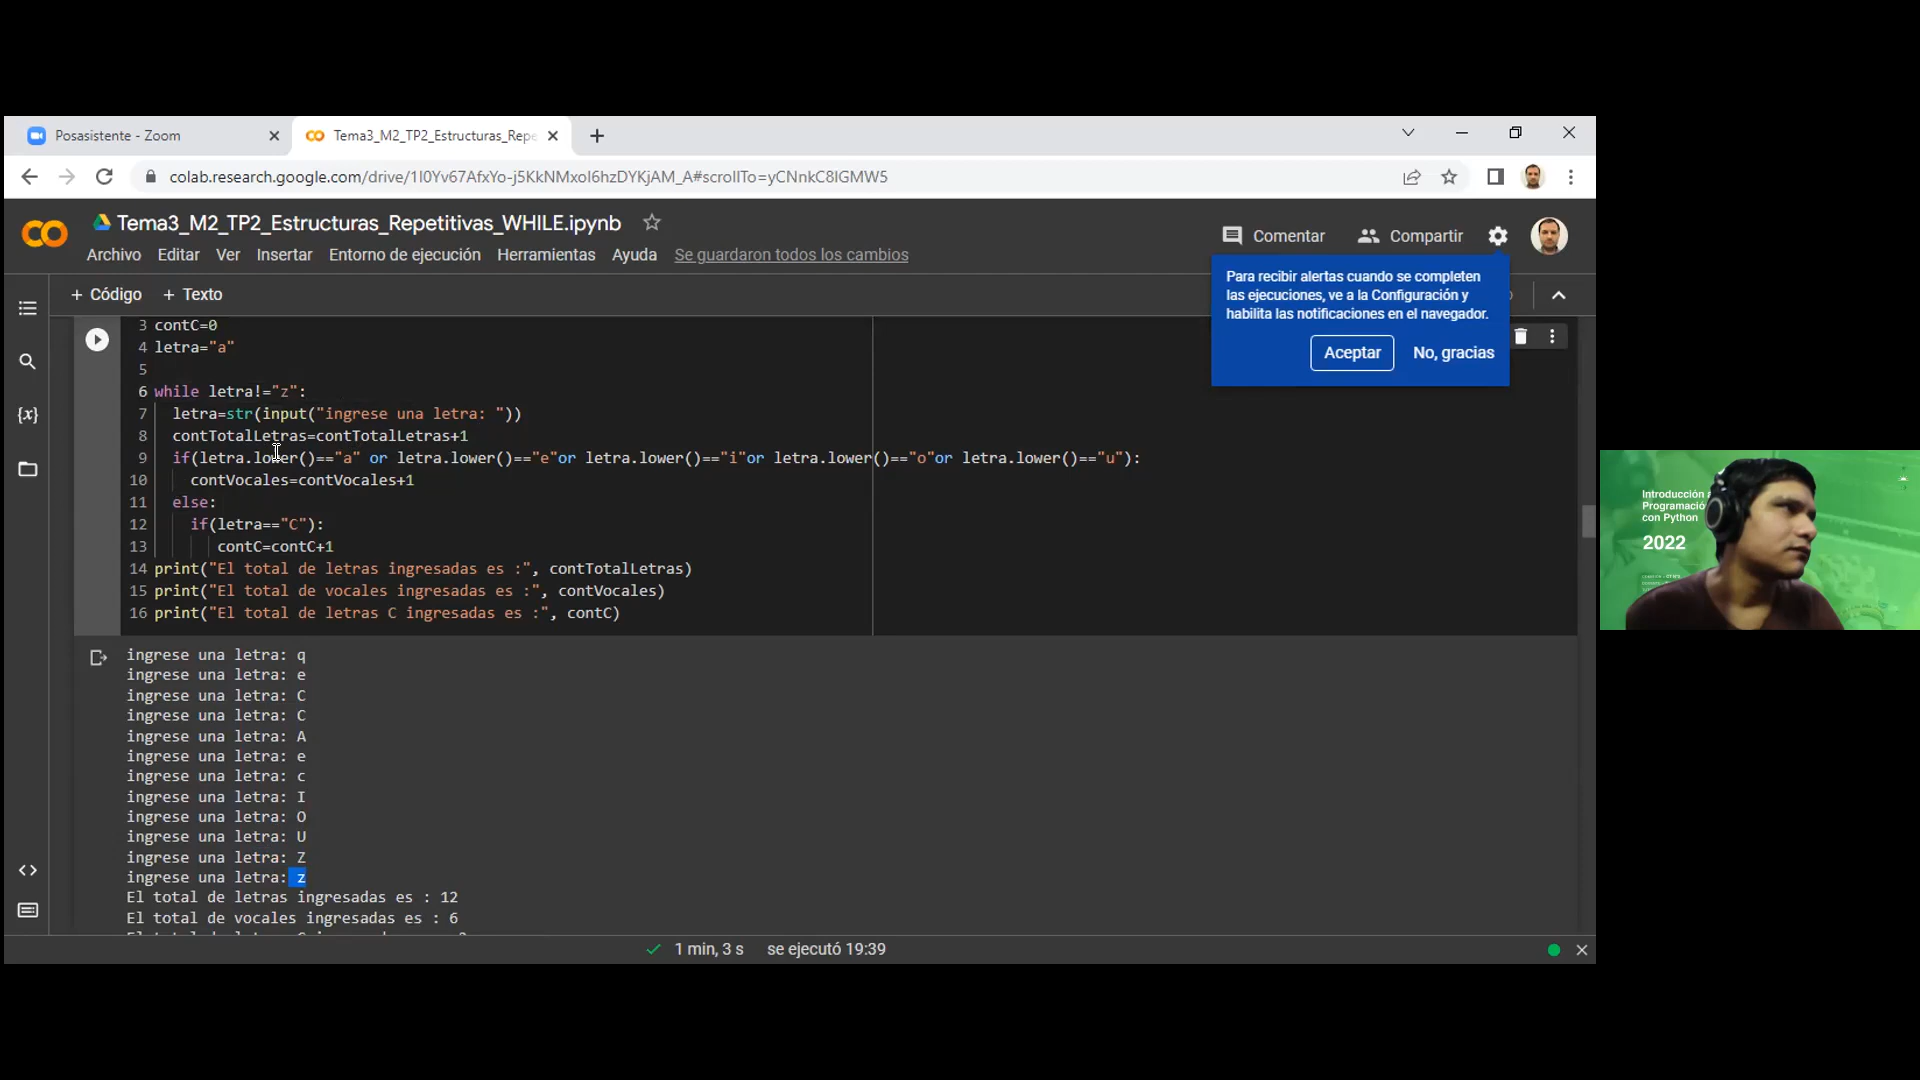 Posasistente - Zoom
Tema3_M2_TP2_Estructuras_Repe
colab.research.google.com/drive/1I0Yv67AfxYo-j5KkNMxoI6hzDYKjAM_A#scrollTo=yCNnkC8IGMW5
Tema3_M2_TP2_Estructuras_Repetitivas_WHILE.ipynb
Comentar
Compartir
Archivo Editar Ver Insertar Entorno de ejecución Herramientas Ayuda Se guardaron todos los cambios
+ Código + Texto
Para recibir alertas cuando se completen
las ejecuciones, ve a la Configuración y
habilita las notificaciones en el navegador.
Aceptar No, gracias
3 contC=0
4 letra="a"
5
6 while letra!="z":
7 letra=str(input("ingrese una letra: "))
8 contTotalLetras=contTotalLetras+1
9 if(letra.lower()=="a" or letra.lower()=="e"or letra.lower()=="i"or letra.lower()=="o"or letra.lower()=="u"):
10 contVocales=contVocales+1
11 else:
12 if(letra=="C"):
13 contC=contC+1
14 print("El total de letras ingresadas es :", contTotalLetras)
15 print("El total de vocales ingresadas es :", contVocales)
16 print("El total de letras C ingresadas es :", contC)
ingrese una letra: q
ingrese una letra: e
ingrese una letra: C
ingrese una letra: C
ingrese una letra: A
ingrese una letra: e
ingrese una letra: c
ingrese una letra: I
ingrese una letra: O
ingrese una letra: U
ingrese una letra: Z
ingrese una letra: z
El total de letras ingresadas es : 12
El total de vocales ingresadas es : 6
1 min, 3 s se ejecutó 19:39
Introducción a
Programació
con Python
2022